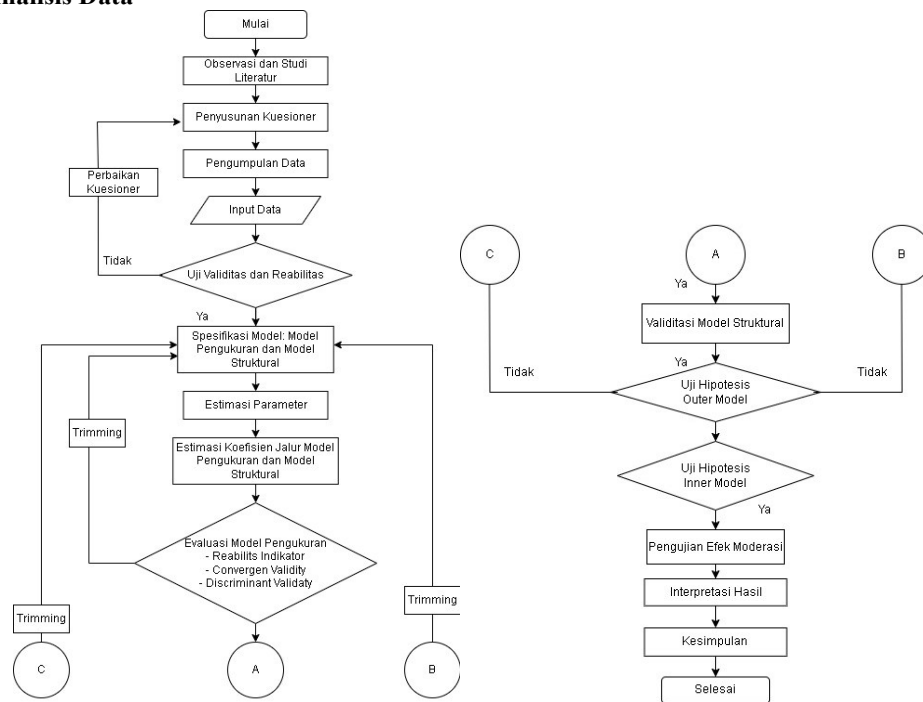 Analisis Data
Mulai
Observasi dan Studi
Literatur
Penyusunan Kuesioner
Pengumpulan Data
Perbaikan
Kuesioner
Input Data
Tidak
Uji Validitas dan Reabilitas
Ya
Spesifikasi Model: Model
Pengukuran dan Model
Struktural
Estimasi Parameter
Trimming
Estimasi Koefisien Jalur Model
Pengukuran dan Model
Struktural
Evaluasi Model Pengukuran
- Reabilits Indikator
- Convergen Validity
- Discriminant Validaty
Trimming
Trimming
C
A
B
C
A
B
Ya
Validitasi Model Struktural
Ya
Tidak
Uji Hipotesis
Outer Model
Tidak
Uji Hipotesis
Inner Model
Ya
Pengujian Efek Moderasi
Interpretasi Hasil
Kesimpulan
Selesai